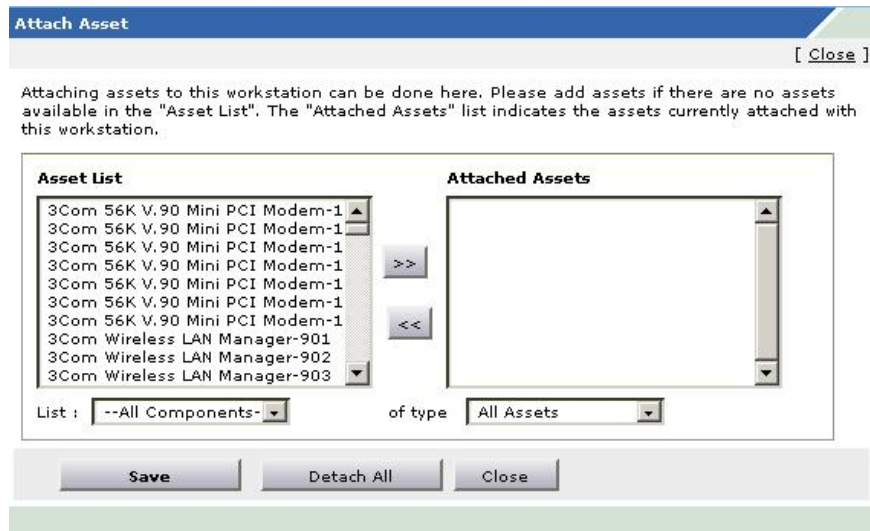 Attach Asset
[ Close ]
Attaching assets to this workstation can be done here. Please add assets if there are no assets
available in the "Asset List". The "Attached Assets" list indicates the assets currently attached with
this workstation.
Asset List
Attached Assets
3Com 56K V.90 Mini PCI Modem-1
3Com 56K V.90 Mini PCI Modem-1
3Com 56K V.90 Mini PCI Modem-1
3Com 56K V.90 Mini PCI Modem-1
3Com 56K V.90 Mini PCI Modem-1
3Com 56K V.90 Mini PCI Modem-1
3Com 56K V.90 Mini PCI Modem-1
3Com Wireless LAN Manager-901
3Com Wireless LAN Manager-902
3Com Wireless LAN Manager-903
>>
<<
List : --All Components- of type All Assets
Save Detach All Close